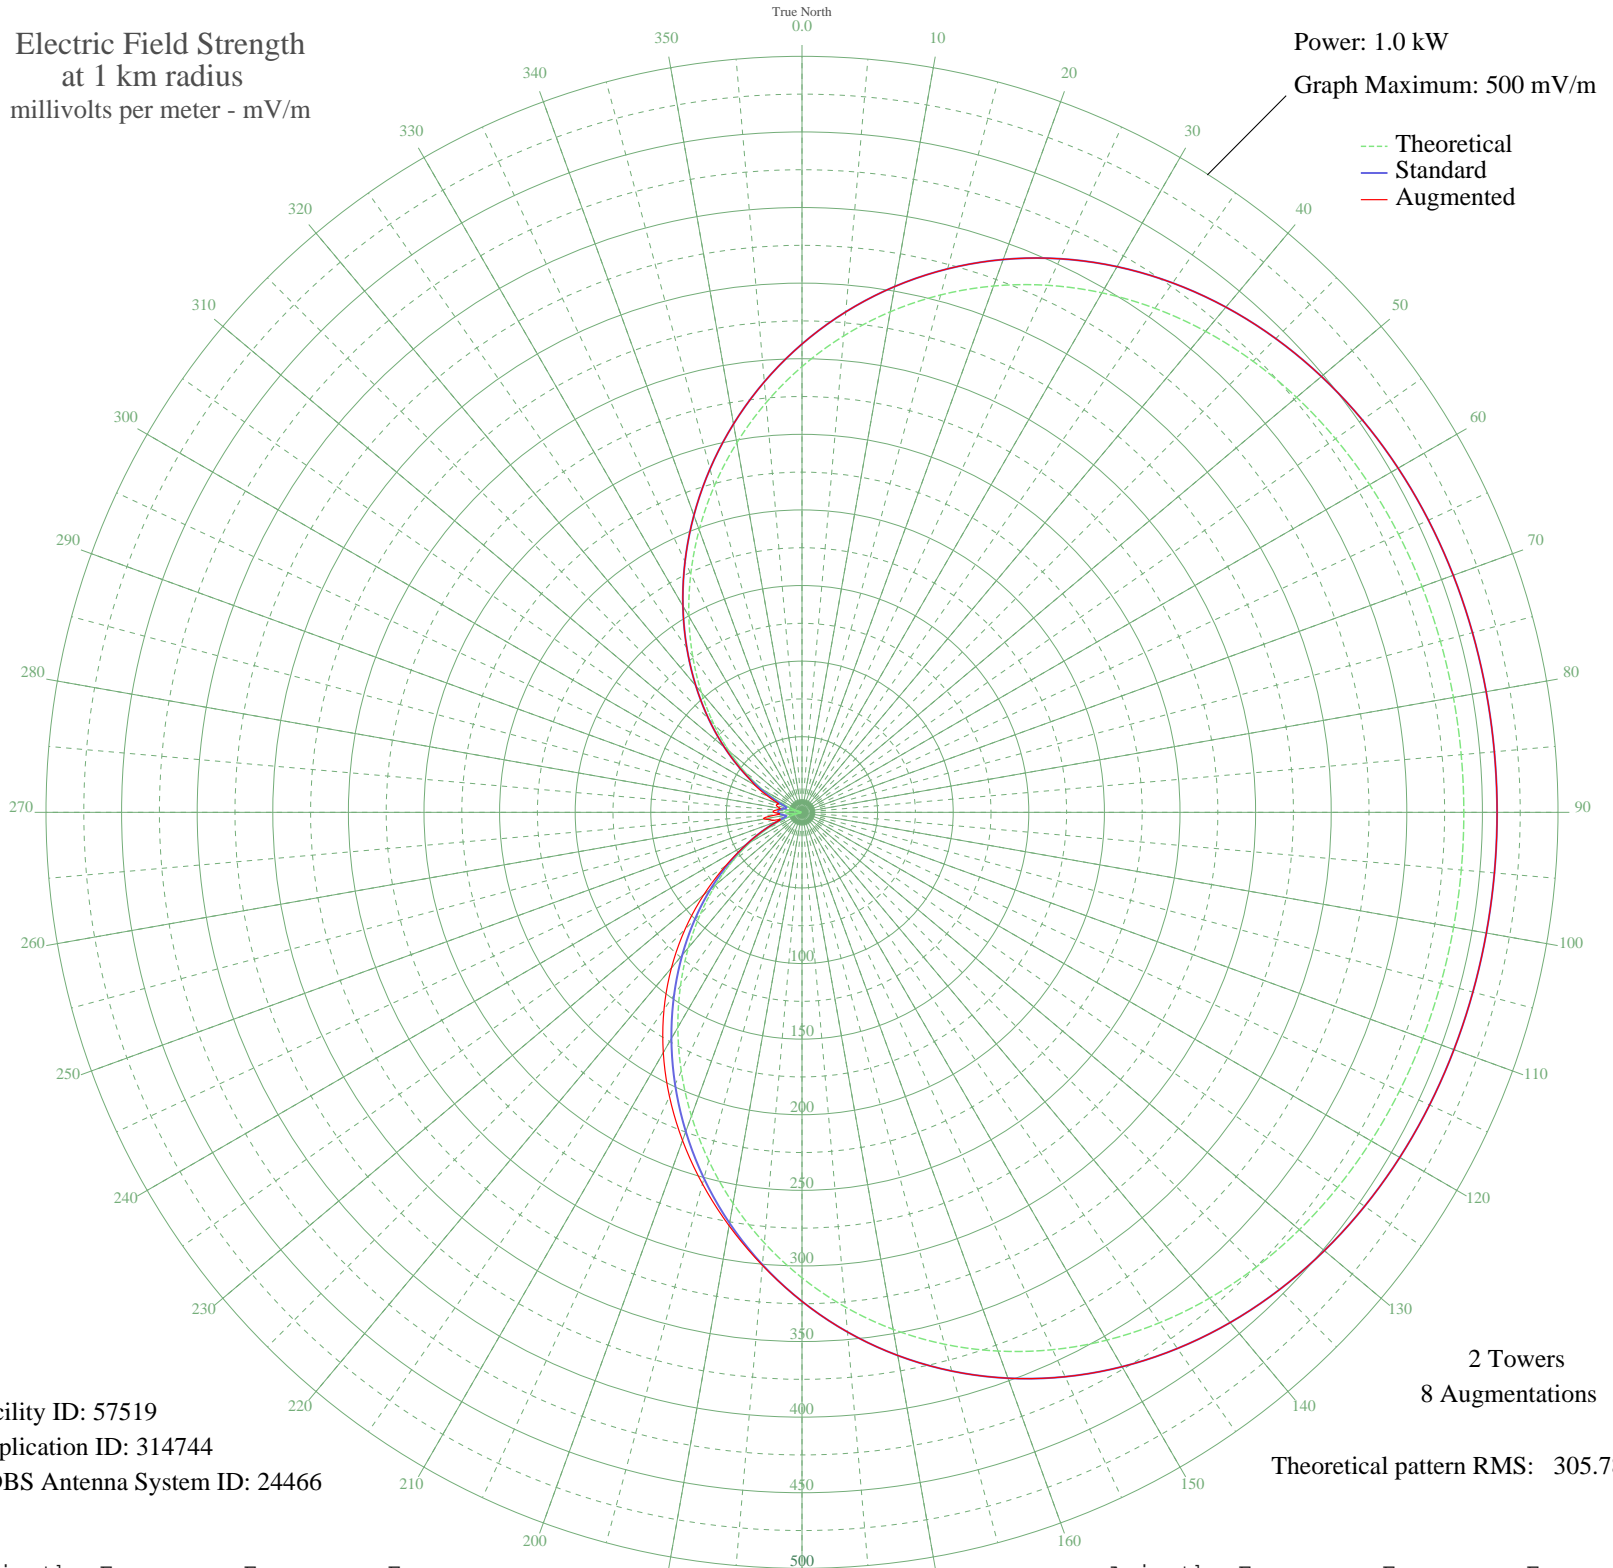 True North
0.0
10
20
30
40
50
60
70
80
90
100
110
120
130
140
150
160
200
210
220
230
240
250
260
270
280
290
300
310
320
330
340
350
Electric Field Strength
at 1 km radius
millivolts per meter - mV/m
Power: 1.0 kW
Graph Maximum: 500 mV/m
Theoretical
Standard
Augmented
100
150
200
250
300
350
400
450
500
2 Towers
8 Augmentations
Theoretical pattern RMS: 305.7
cility ID: 57519
plication ID: 314744
DBS Antenna System ID: 24466